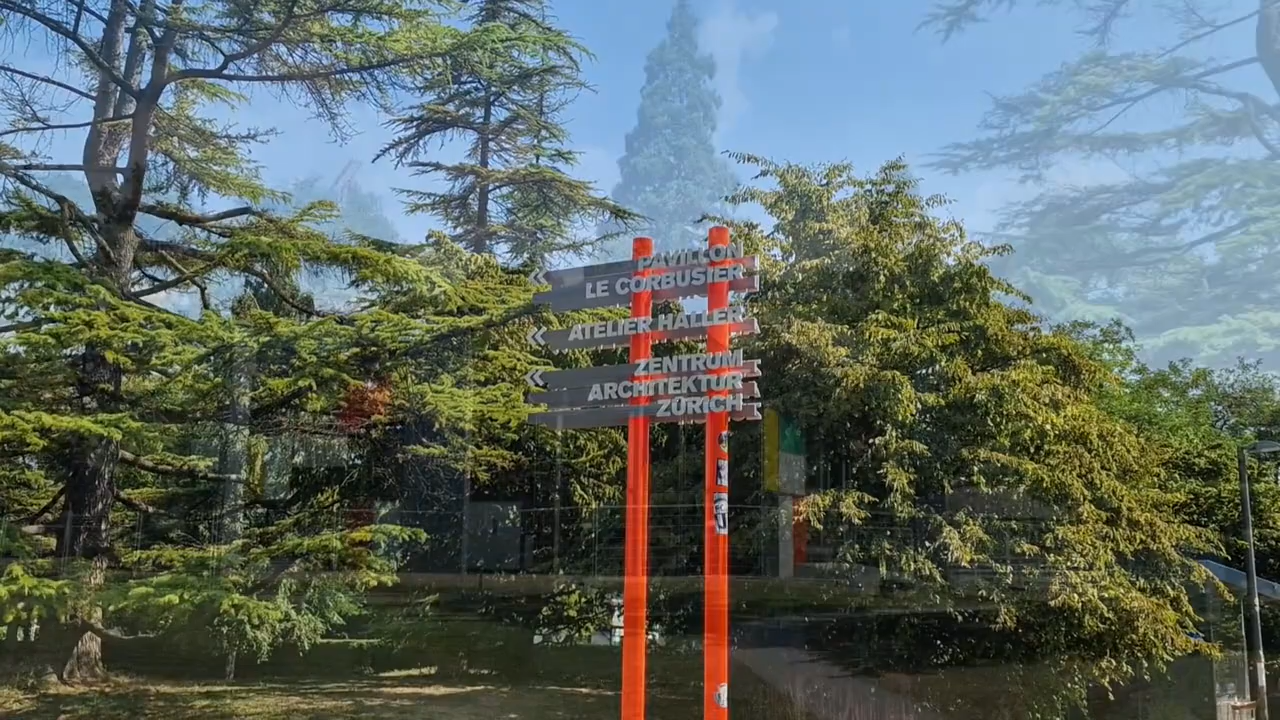 PAVILLON
LE CORBUSIER
ATELIER HALLER
ZENTRUM
ARCHITEKTUR
ZÜRICH